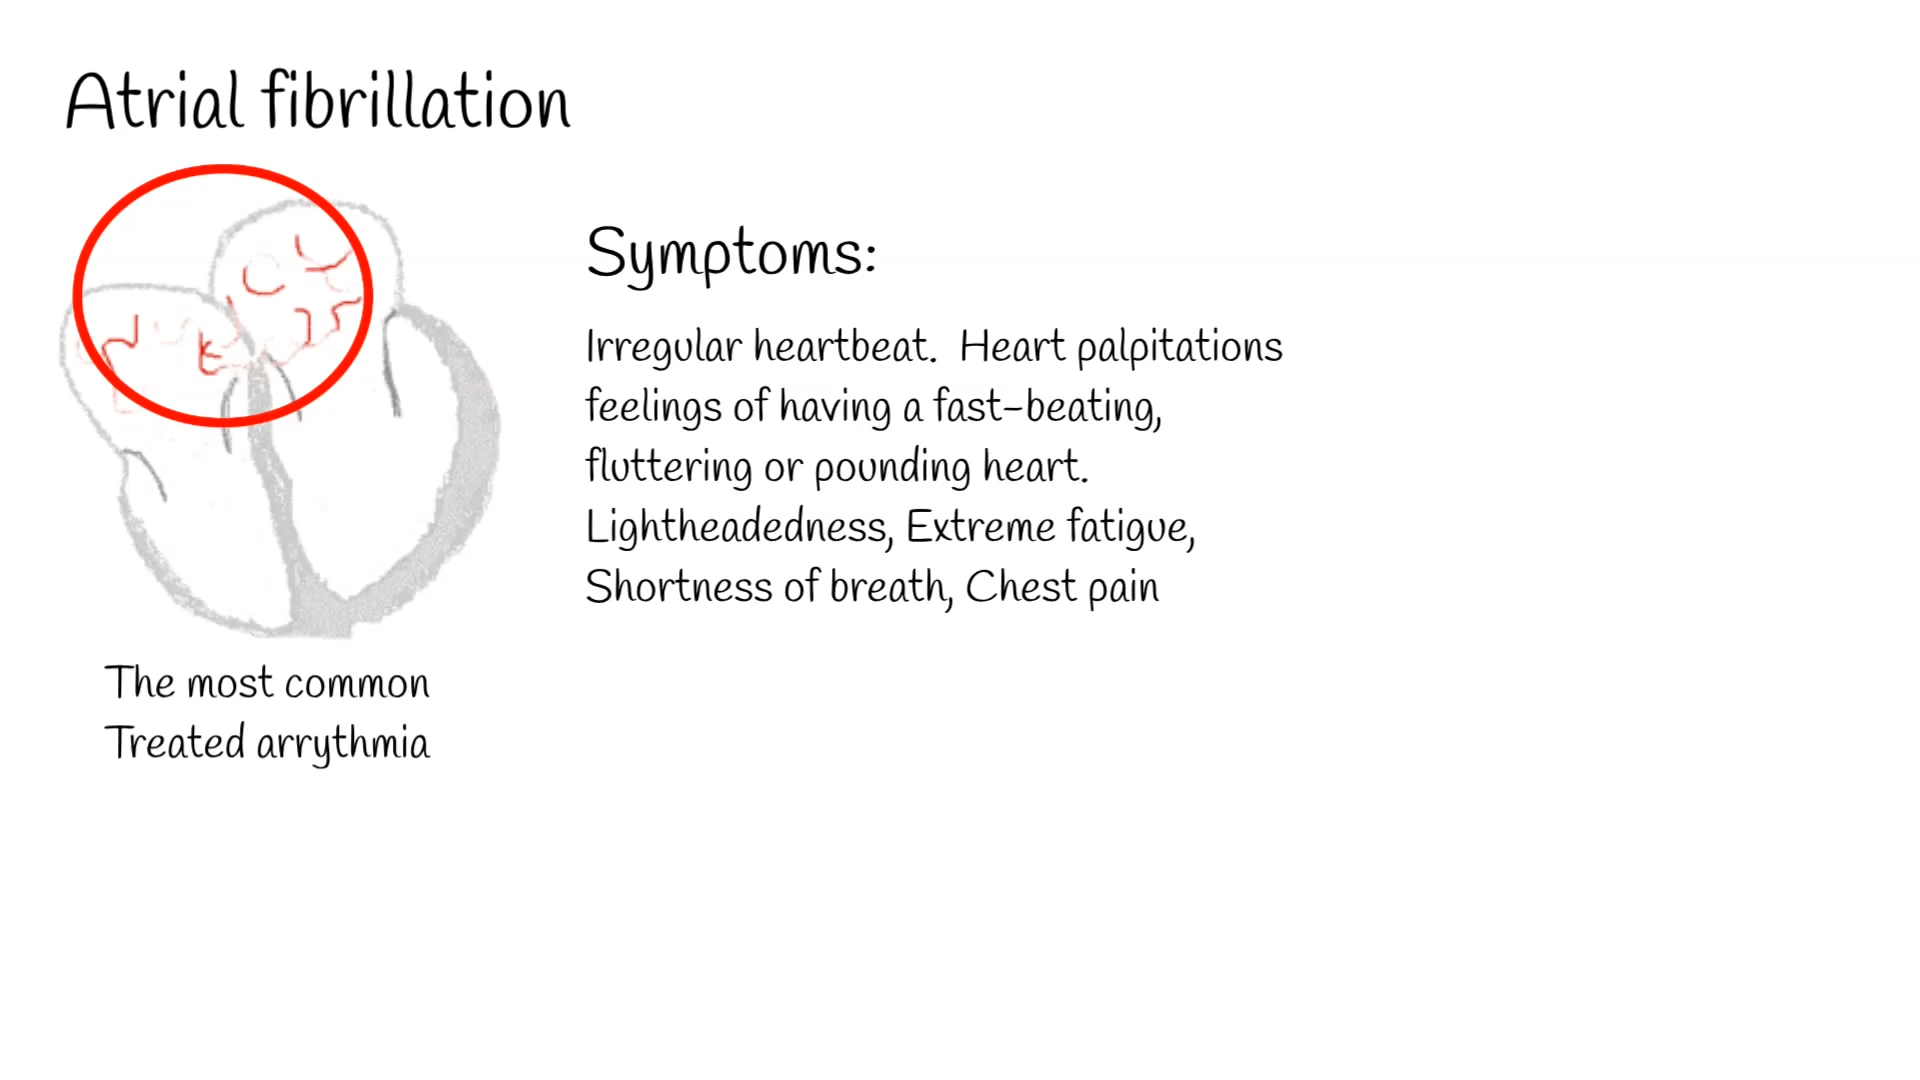 Atrial fibrillation
Symptoms:
Irregular heartbeat.  Heart palpitations
feelings of having a fast-beating,
fluttering or pounding heart.
Lightheadedness, Extreme fatigue,
Shortness of breath, Chest pain
The most common
Treated arrythmia